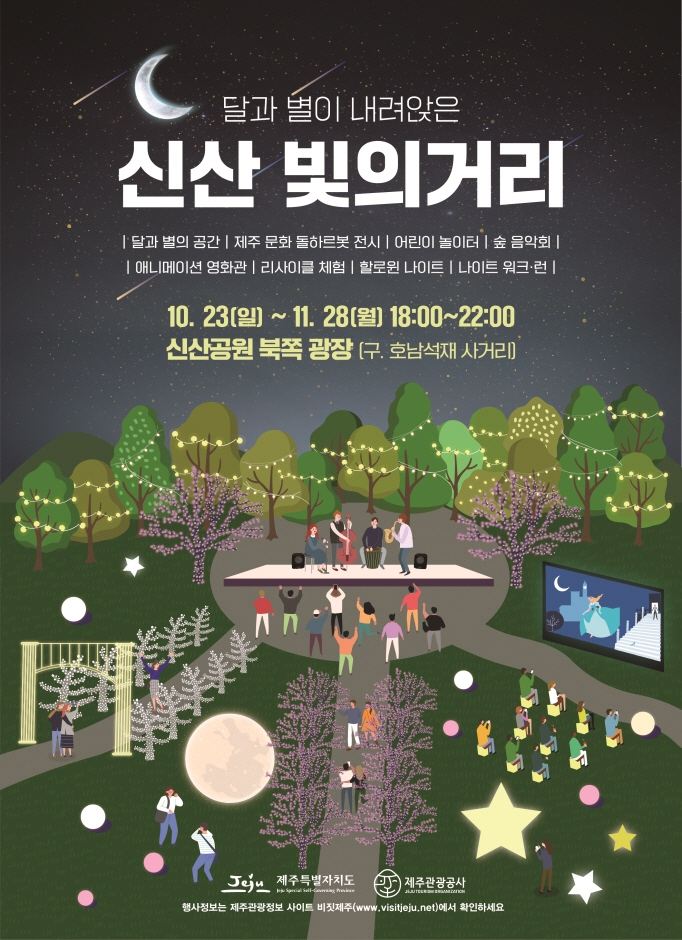 달과 별이 내려앉은
신산 빛의거리
| 달과 별의 공간 | 제주 문화 돌하르봇 전시 | 어린이 놀이터 | 숲 음악회 |
| 애니메이션 영화관 | 리사이클 체험 | 할로윈 나이트 | 나이트 워크·런 |
10. 23(일) ~ 11. 28(월) 18:00~22:00
신산공원 북쪽 광장 (구. 호남석재 사거리)
Jeju 제주특별자치도 제주관광공사
Jeju Special Self-Governing Province JEJU TOURISM ORGANIZATION
행사정보는 제주관광정보 사이트 비짓제주(www.visitjeju.net)에서 확인하세요